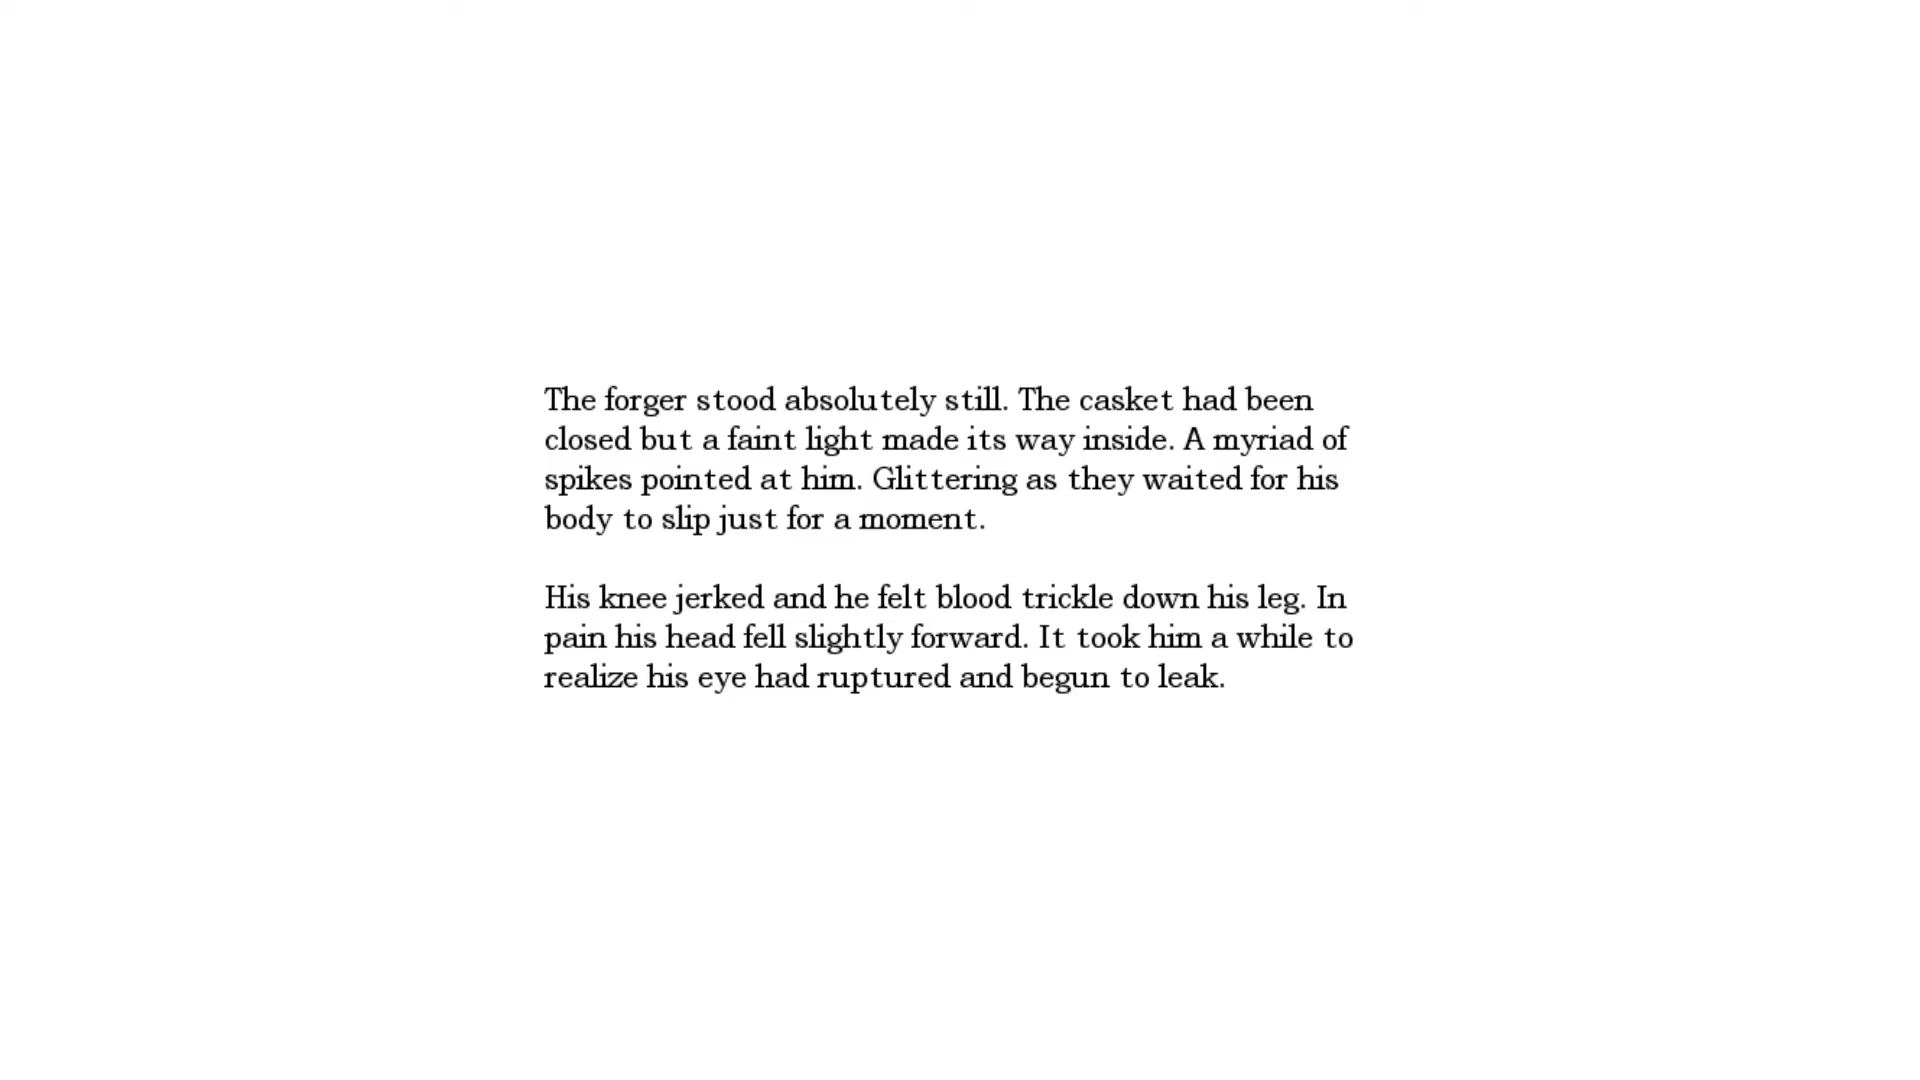 The forger stood absolutely still. The casket had been
closed but a faint light made its way inside. A myriad of
spikes pointed at him. Glittering as they waited for his
body to slip just for a moment.
His knee jerked and he felt blood trickle down his leg. In
pain his head fell slightly forward. It took him a while to
realize his eye had ruptured and begun to leak.